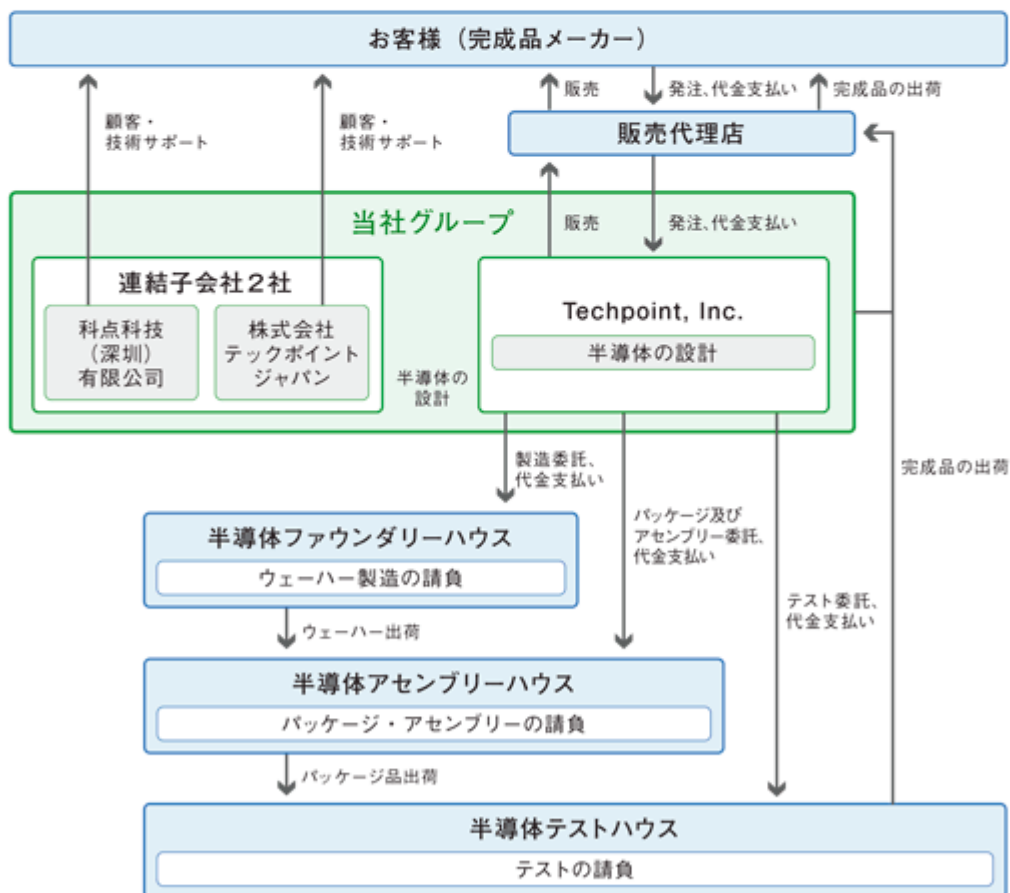 お客様（完成品メーカー）
顧客・
技術サポート
顧客・
技術サポート
販売
発注、代金支払い
完成品の出荷
販売代理店
当社グループ
販売
発注、代金支払い
連結子会社２社
科点科技
（深圳）
有限公司
株式会社
テックポイント
ジャパン
半導体の
設計
Techpoint, Inc.
半導体の設計
製造委託、
代金支払い
パッケージ及び
アセンブリー委託、
代金支払い
テスト委託、
代金支払い
完成品の出荷
半導体ファウンダリーハウス
ウェーハー製造の請負
ウェーハー出荷
半導体アセンブリーハウス
パッケージ・アセンブリーの請負
パッケージ品出荷
半導体テストハウス
テストの請負